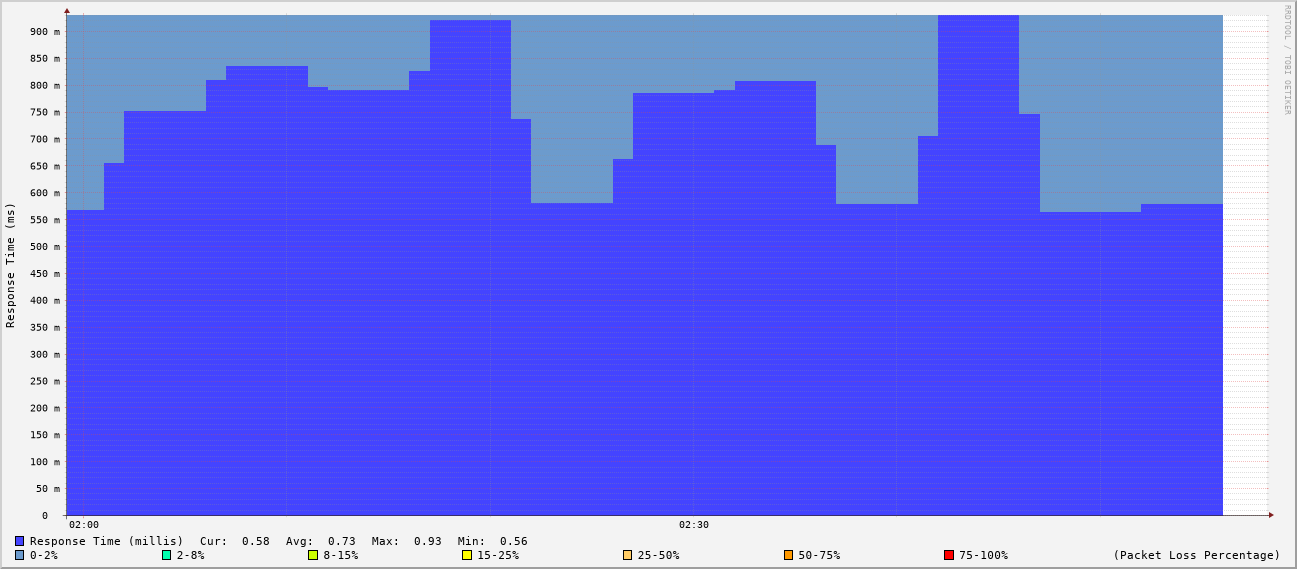 RRDTOOL / TOBI OETIKER
Response Time (ms)
900 m
850 m
800 m
750 m
700 m
650 m
600 m
550 m
500 m
450 m
400 m
350 m
300 m
250 m
200 m
150 m
100 m
50 m
0
02:00 02:30
Response Time (millis) Cur: 0.58 Avg: 0.73 Max: 0.93 Min: 0.56
0-2% 2-8% 8-15% 15-25% 25-50% 50-75% 75-100% (Packet Loss Percentage)